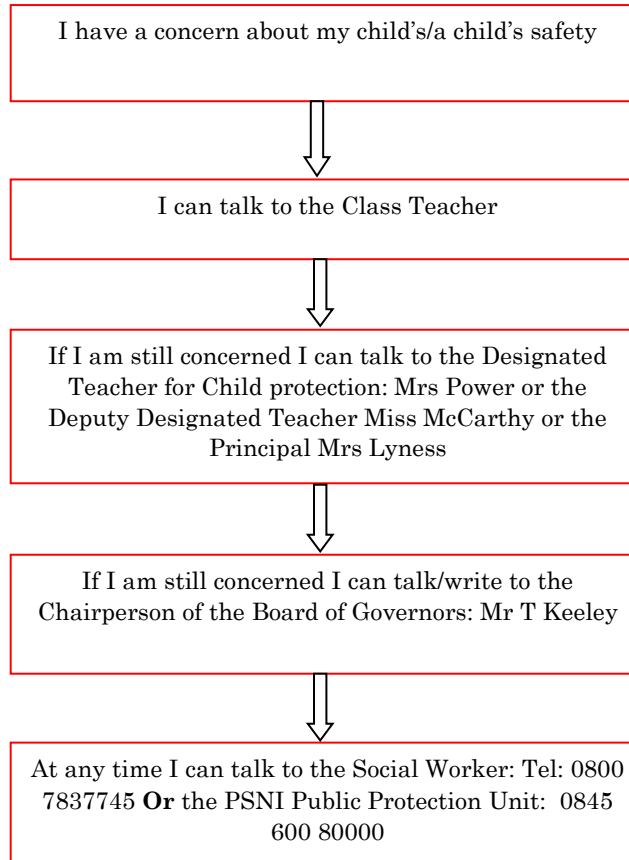 I have a concern about my child’s/a child’s safety
I can talk to the Class Teacher
If I am still concerned I can talk to the Designated
Teacher for Child protection: Mrs Power or the
Deputy Designated Teacher Miss McCarthy or the
Principal Mrs Lyness
If I am still concerned I can talk/write to the
Chairperson of the Board of Governors: Mr T Keeley
At any time I can talk to the Social Worker: Tel: 0800
7837745 Or the PSNI Public Protection Unit: 0845
600 80000